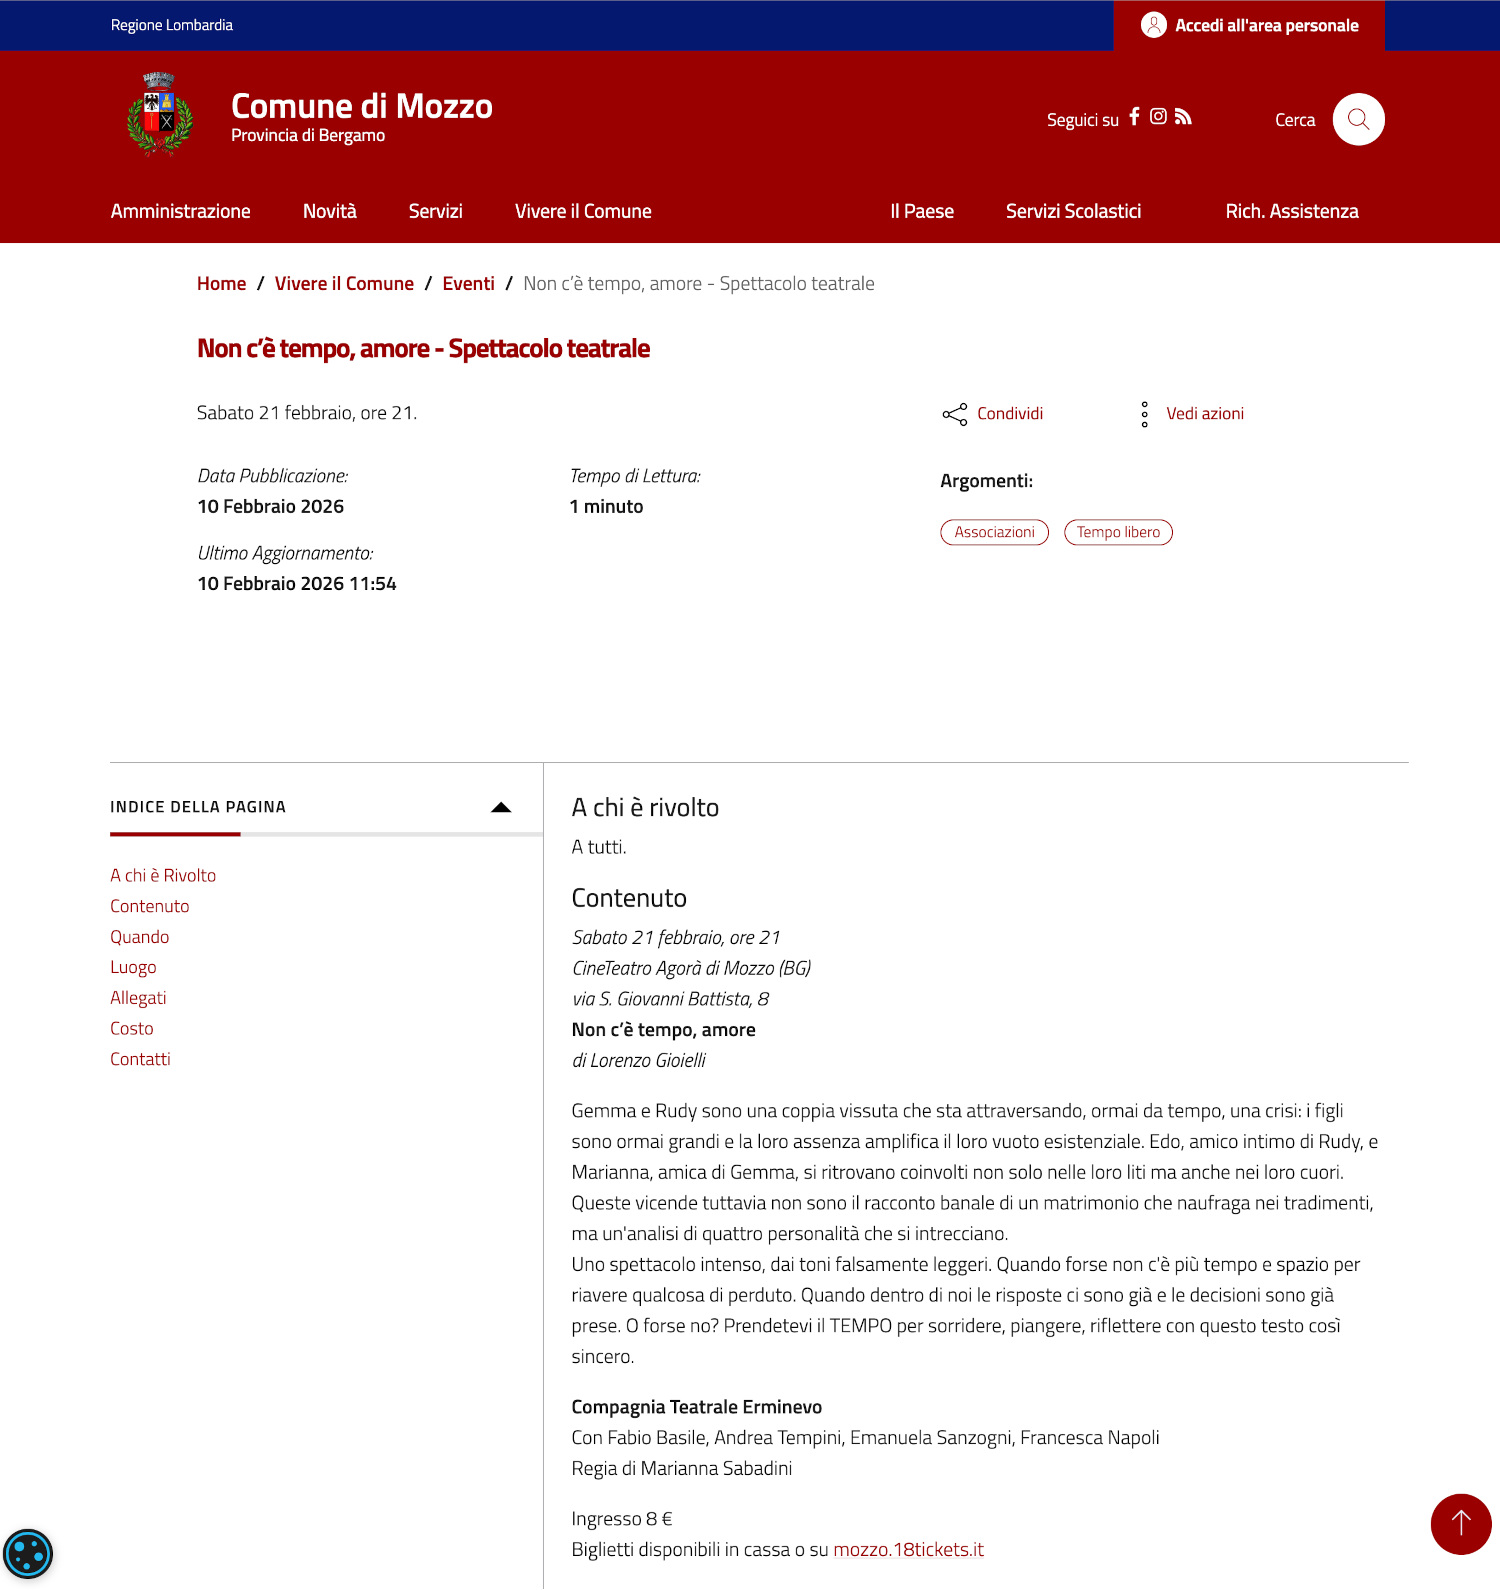 Regione Lombardia
Accedi all'area personale
Comune di Mozzo
Provincia di Bergamo
Seguici su
Cerca
Amministrazione Novità Servizi Vivere il Comune Il Paese Servizi Scolastici Rich. Assistenza
Home / Vivere il Comune / Eventi / Non c’è tempo, amore - Spettacolo teatrale
Non c’è tempo, amore - Spettacolo teatrale
Sabato 21 febbraio, ore 21.
Condividi
Vedi azioni
Data Pubblicazione:
10 Febbraio 2026
Tempo di Lettura:
1 minuto
Ultimo Aggiornamento:
10 Febbraio 2026 11:54
Argomenti:
Associazioni
Tempo libero
INDICE DELLA PAGINA
A chi è Rivolto
Contenuto
Quando
Luogo
Allegati
Costo
Contatti
A chi è rivolto
A tutti.
Contenuto
Sabato 21 febbraio, ore 21
CineTeatro Agorà di Mozzo (BG)
via S. Giovanni Battista, 8
Non c’è tempo, amore
di Lorenzo Gioielli
Gemma e Rudy sono una coppia vissuta che sta attraversando, ormai da tempo, una crisi: i figli
sono ormai grandi e la loro assenza amplifica il loro vuoto esistenziale. Edo, amico intimo di Rudy, e
Marianna, amica di Gemma, si ritrovano coinvolti non solo nelle loro liti ma anche nei loro cuori.
Queste vicende tuttavia non sono il racconto banale di un matrimonio che naufraga nei tradimenti,
ma un'analisi di quattro personalità che si intrecciano.
Uno spettacolo intenso, dai toni falsamente leggeri. Quando forse non c'è più tempo e spazio per
riavere qualcosa di perduto. Quando dentro di noi le risposte ci sono già e le decisioni sono già
prese. O forse no? Prendetevi il TEMPO per sorridere, piangere, riflettere con questo testo così
sincero.
Compagnia Teatrale Erminevo
Con Fabio Basile, Andrea Tempini, Emanuela Sanzogni, Francesca Napoli
Regia di Marianna Sabadini
Ingresso 8 €
Biglietti disponibili in cassa o su mozzo.18tickets.it